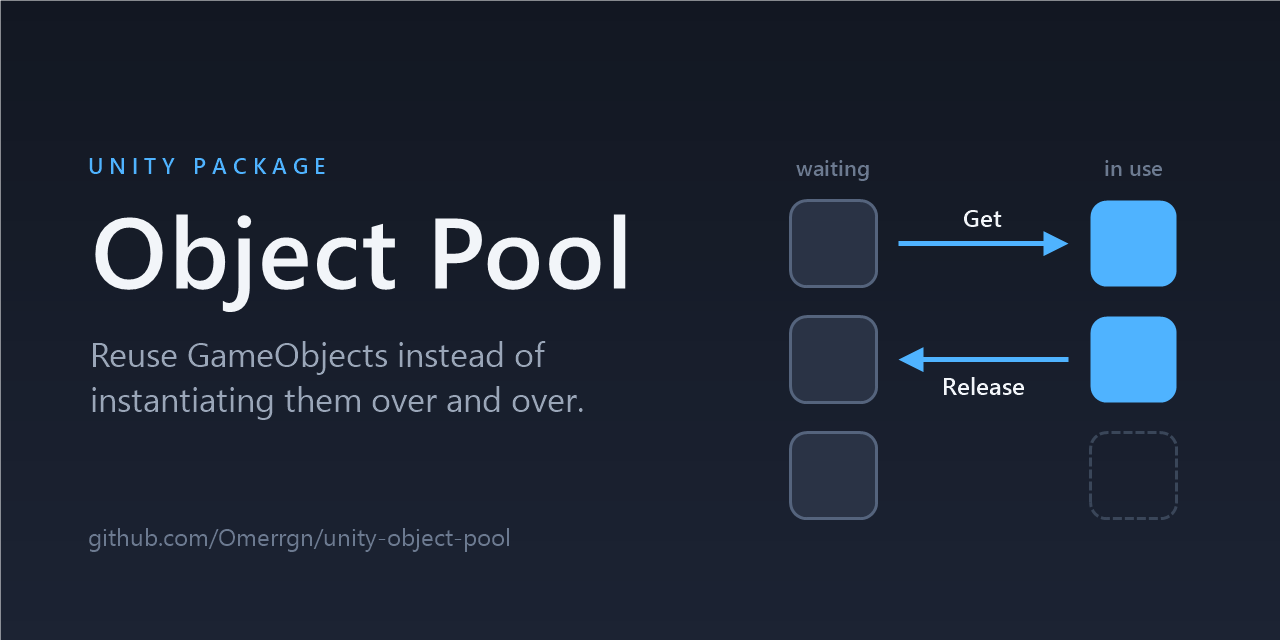 UNITY PACKAGE
Object Pool
Reuse GameObjects instead of
instantiating them over and over.
github.com/Omerrgn/unity-object-pool
waiting
in use
Get
Release